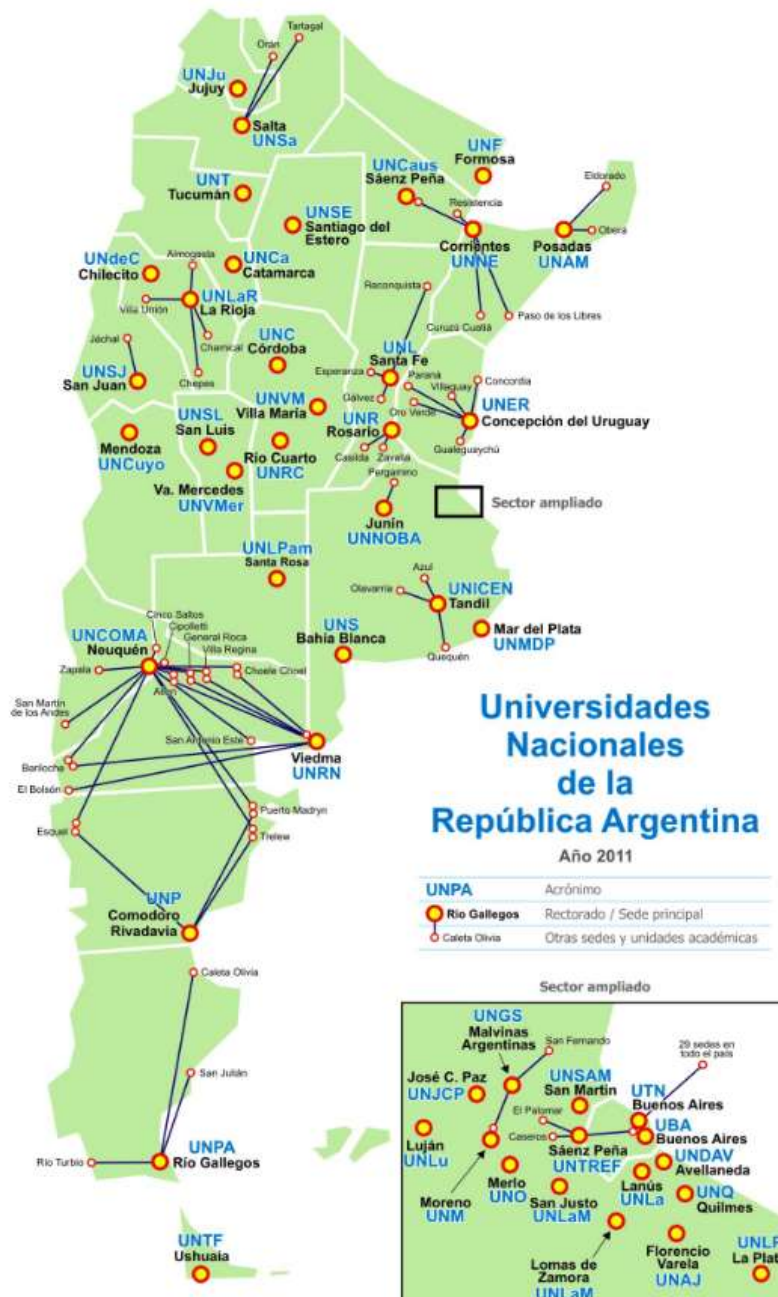 Tartagal
Orán
UNJu
Jujuy
Salta
UNSa
UNT
Tucumán
UNCaus
Sáenz Peña
UNF
Formosa
Eldorado
Resistencia
UNSE
Santiago del
Estero
Corrientes
UNNE
Posadas
UNAM
Oberá
UNdeC
Chilecito
Aimogasta
UNCa
Catamarca
Villa Unión
UNLaR
La Rioja
Reconquista
Curuzú Cuatiá
Paso de los Libres
Jáchal
Chamical
UNC
Córdoba
UNL
Santa Fe
UNSJ
San Juan
Chepes
Esperanza
Paraná
Villaguay
Concordia
Gálvez
Oro Verde
UNER
Concepción del Uruguay
UNVM
Villa María
UNSL
San Luis
UNR
Rosario
Gualeguaychú
Mendoza
UNCuyo
Río Cuarto
UNRC
Casilda
Zavalla
Va. Mercedes
UNVMer
Pergamino
Junín
UNNOBA
Sector ampliado
UNLPam
Santa Rosa
Azul
Olavarría
UNICEN
Tandil
Mar del Plata
UNMDP
Quequén
UNS
Bahía Blanca
Cinco Saltos
Cipolletti
General Roca
Villa Regina
UNCOMA
Neuquén
Zapala
Allen
Choele Choel
San Martín
de los Andes
San Antonio Este
Viedma
UNRN
Bariloche
El Bolsón
Puerto Madryn
Esquel
Trelew
UNP
Comodoro
Rivadavia
Caleta Olivia
San Julián
UNPA
Río Gallegos
Río Turbio
UNTF
Ushuaia
Universidades
Nacionales
de la
República Argentina
Año 2011
UNPA Acrónimo
Río Gallegos Rectorado / Sede principal
Caleta Olivia Otras sedes y unidades académicas
Sector ampliado
UNGS
Malvinas
Argentinas
San Fernando
29 sedes en
todo el país
José C. Paz
UNJCP
UNSAM
San Martin
UTN
Buenos Aires
El Palomar
UBA
Buenos Aires
Caseros
Luján
UNLu
Sáenz Peña
UNTREF
UNDAV
Avellaneda
Moreno
UNM
Merlo
UNO
San Justo
UNLaM
Lanús
UNLa
UNQ
Quilmes
Lomas de
Zamora
UNLaM
Florencio
Varela
UNAJ
UNLP
La Plata